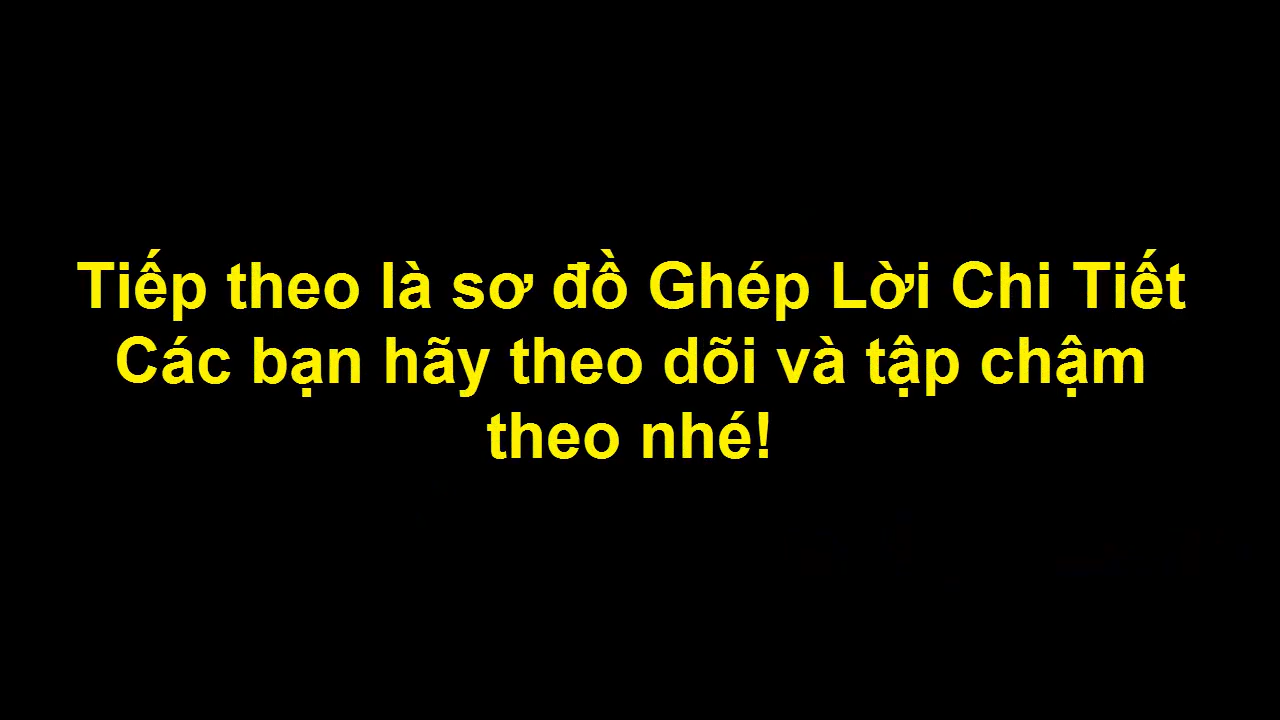 Tiếp theo là sơ đồ Ghép Lời Chi Tiết
Các bạn hãy theo dõi và tập chậm
theo nhé!